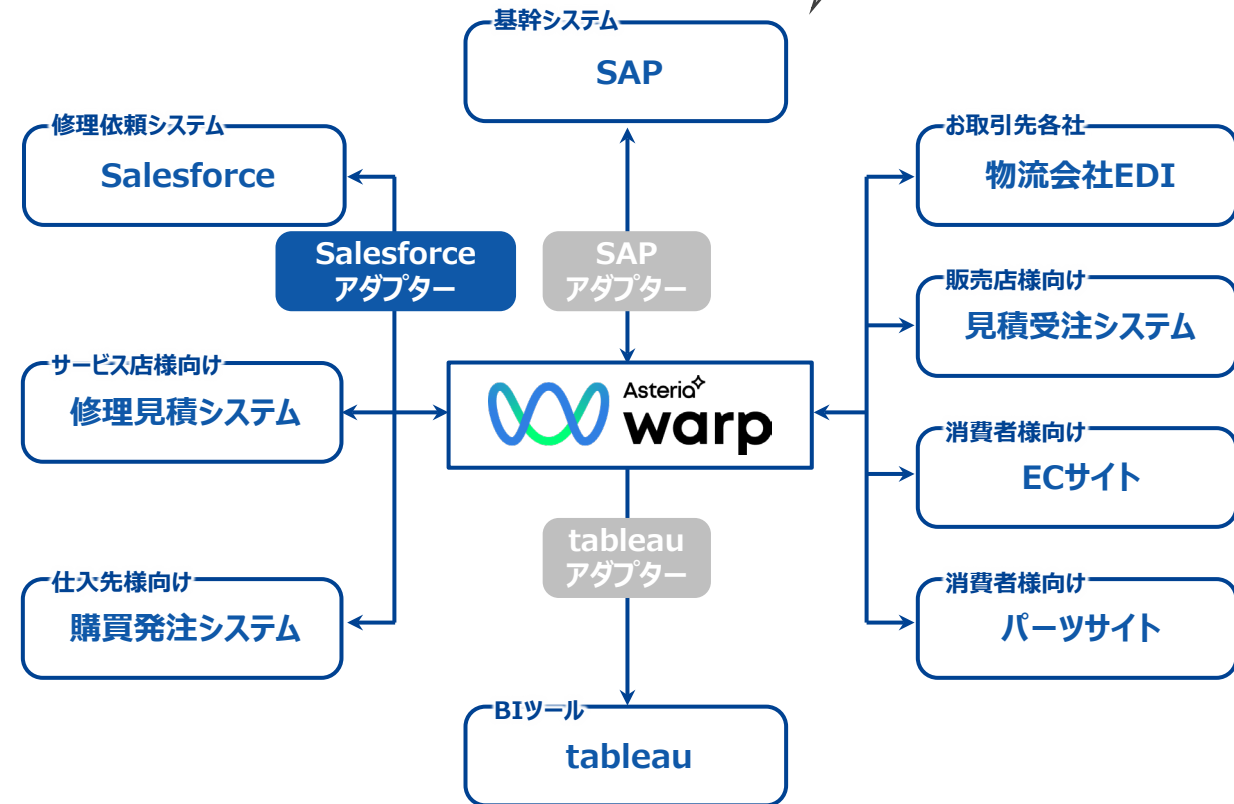 基幹システム
SAP
修理依頼システム
Salesforce
お取引先各社
物流会社EDI
Salesforce
アダプター
SAP
アダプター
販売店様向け
見積受注システム
サービス店様向け
修理見積システム
Asteria
warp
消費者様向け
ECサイト
tableau
アダプター
仕入先様向け
購買発注システム
消費者様向け
パーツサイト
BIツール
tableau